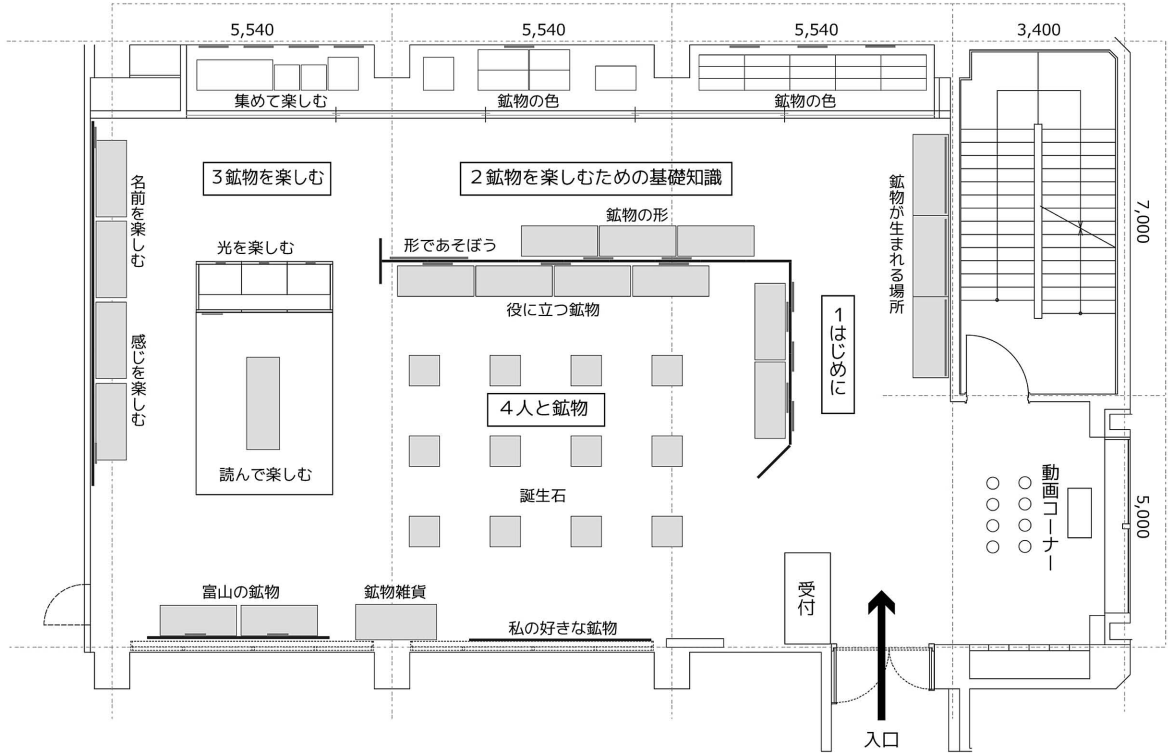 5,540
5,540
5,540
3,400
集めて楽しむ
鉱物の色
鉱物の色
3鉱物を楽しむ
2鉱物を楽しむための基礎知識
名前を楽しむ
鉱物の形
鉱物が生まれる場所
7,000
光を楽しむ
形であそぼう
役に立つ鉱物
1はじめに
感じを楽しむ
4人と鉱物
読んで楽しむ
誕生石
動画コーナー
5,000
富山の鉱物
鉱物雑貨
私の好きな鉱物
受付
入口